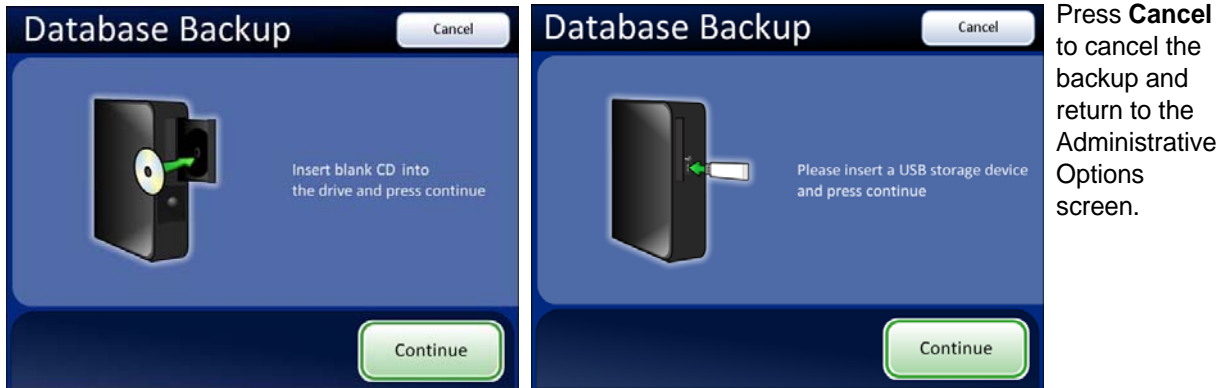 Database Backup
Cancel
Insert blank CD into
the drive and press continue
Continue
Database Backup
Cancel
Please insert a USB storage device
and press continue
Continue
Press Cancel
to cancel the
backup and
return to the
Administrative
Options
screen.